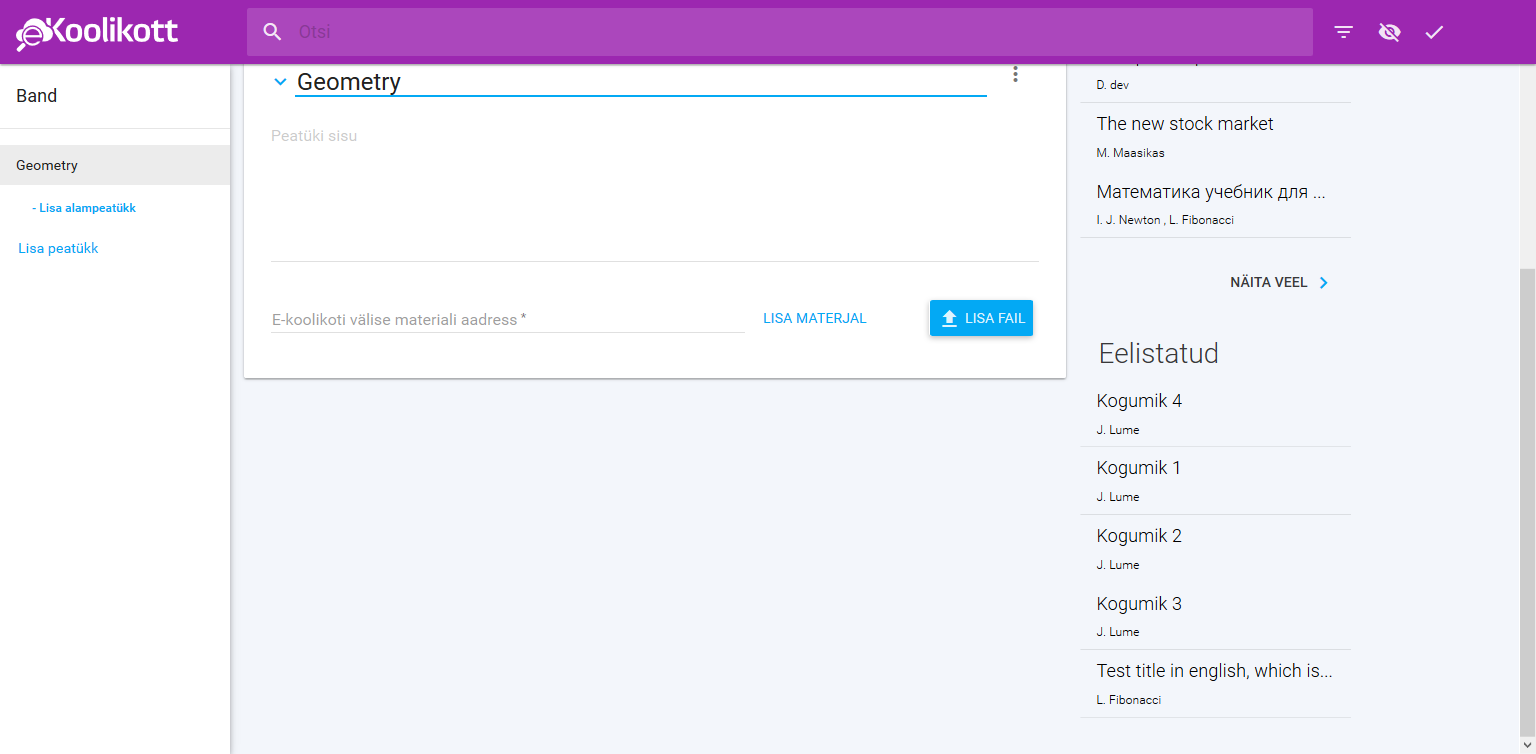 eKoolikott
Otsi
Band
Geometry
- Lisa alampeatükk
Lisa peatükk
Geometry
Peatüki sisu
E-koolikoti välise materiali aadress *
LISA MATERJAL
LISA FAIL
D. dev
The new stock market
M. Maasikas
Математика учебник для ...
I. J. Newton , L. Fibonacci
NÄITA VEEL
Eelistatud
Kogumik 4
J. Lume
Kogumik 1
J. Lume
Kogumik 2
J. Lume
Kogumik 3
J. Lume
Test title in english, which is...
L. Fibonacci